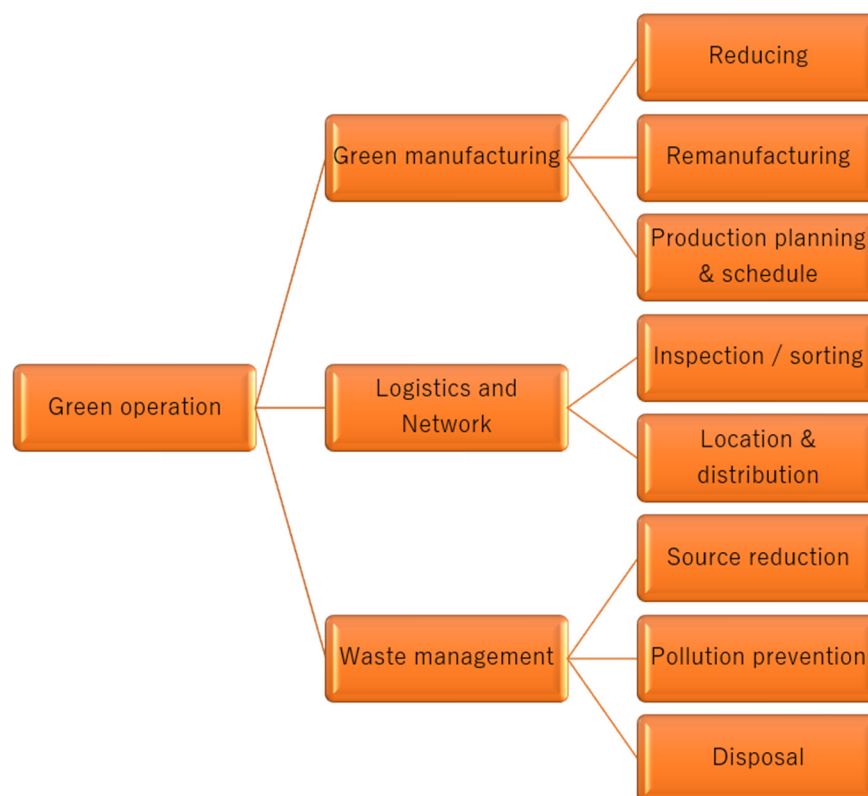 Reducing
Green manufacturing
Remanufacturing
Production planning
& schedule
Inspection / sorting
Green operation
Logistics and
Network
Location &
distribution
Source reduction
Waste management
Pollution prevention
Disposal